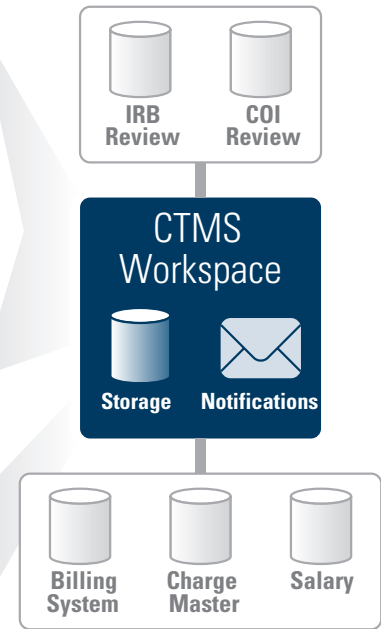 IRB Review
COI Review
CTMS
Workspace
Storage
Notifications
Billing System
Charge Master
Salary